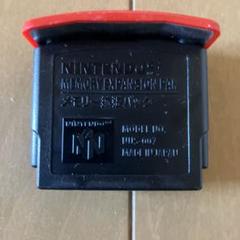 NINTENDO64
MEMORY EXPANSION PAK
メモリー拡張パック
NINTENDO 64
MODEL NO.
NUS-007
MADE IN JAPAN